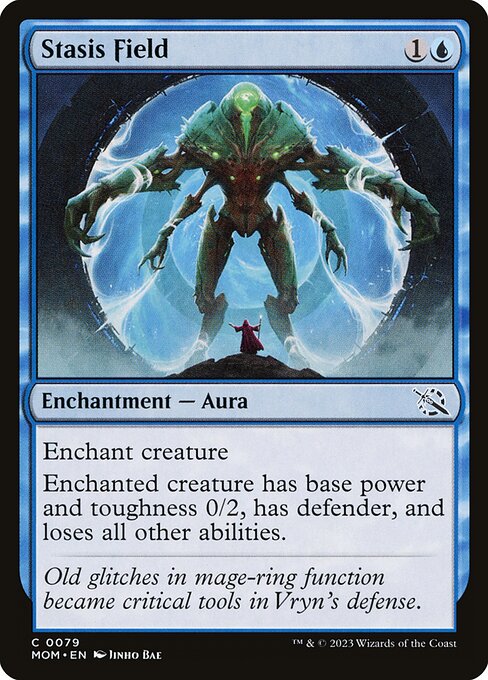 Stasis Field 1
Enchantment — Aura
Enchant creature
Enchanted creature has base power
and toughness 0/2, has defender, and
loses all other abilities.
Old glitches in mage-ring function
became critical tools in Vryn's defense.
C 0079
MOM • EN Jinho Bae
™ & © 2023 Wizards of the Coast